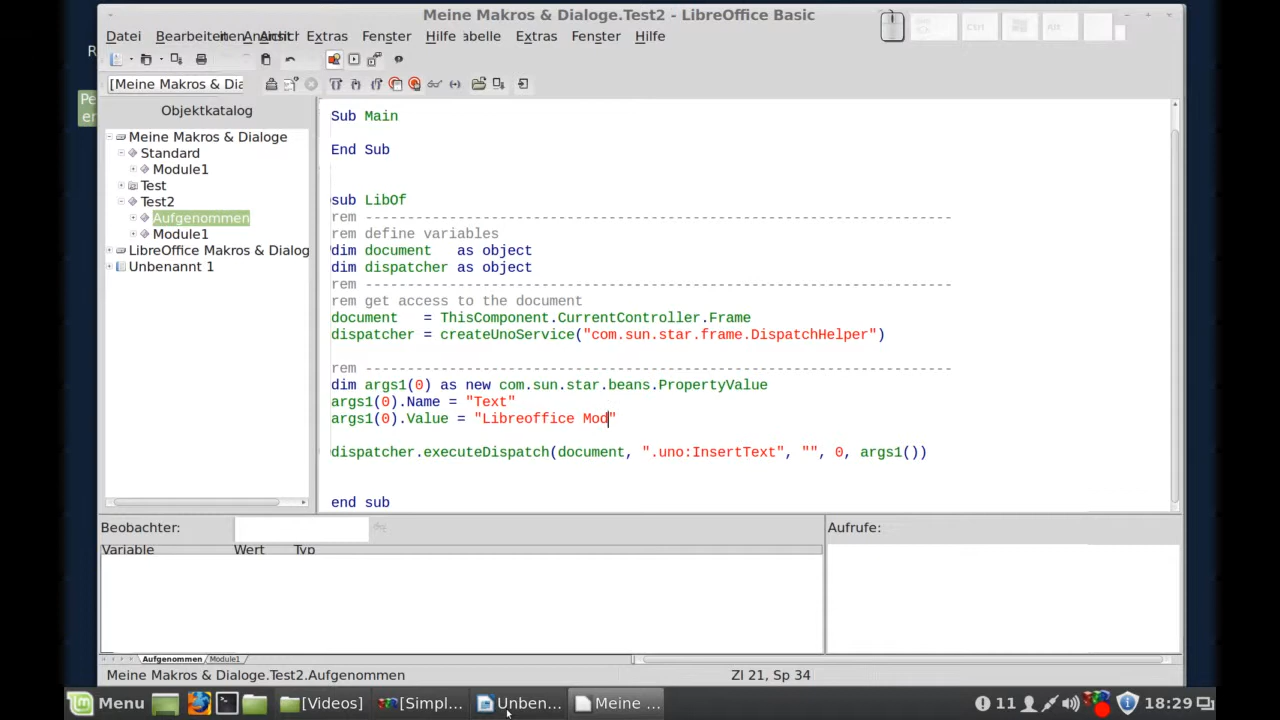 Meine Makros & Dialoge.Test2 - LibreOffice Basic
Ctrl
Alt
Datei Bearbeiten Ansicht Extras Fenster Hilfe abelle Extras Fenster Hilfe
[Meine Makros & Dia
Objektkatalog
Meine Makros & Dialoge
Standard
Module1
Test
Test2
Aufgenommen
Module1
LibreOffice Makros & Dialog
Unbenannt 1
R
Pe
er
Sub Main
End Sub
sub LibOf
rem ----------------------------------------------------------------------
rem define variables
dim document   as object
dim dispatcher as object
rem ----------------------------------------------------------------------
rem get access to the document
document   = ThisComponent.CurrentController.Frame
dispatcher = createUnoService("com.sun.star.frame.DispatchHelper")
rem ----------------------------------------------------------------------
dim args1(0) as new com.sun.star.beans.PropertyValue
args1(0).Name = "Text"
args1(0).Value = "Libreoffice Mod"
dispatcher.executeDispatch(document, ".uno:InsertText", "", 0, args1())
end sub
Beobachter:
Aufrufe:
Variable Wert Typ
Aufgenommen Module1
Meine Makros & Dialoge.Test2.Aufgenommen
Zl 21, Sp 34
Menu [Videos] [Simpl... Unben... Meine ... 11 18:29